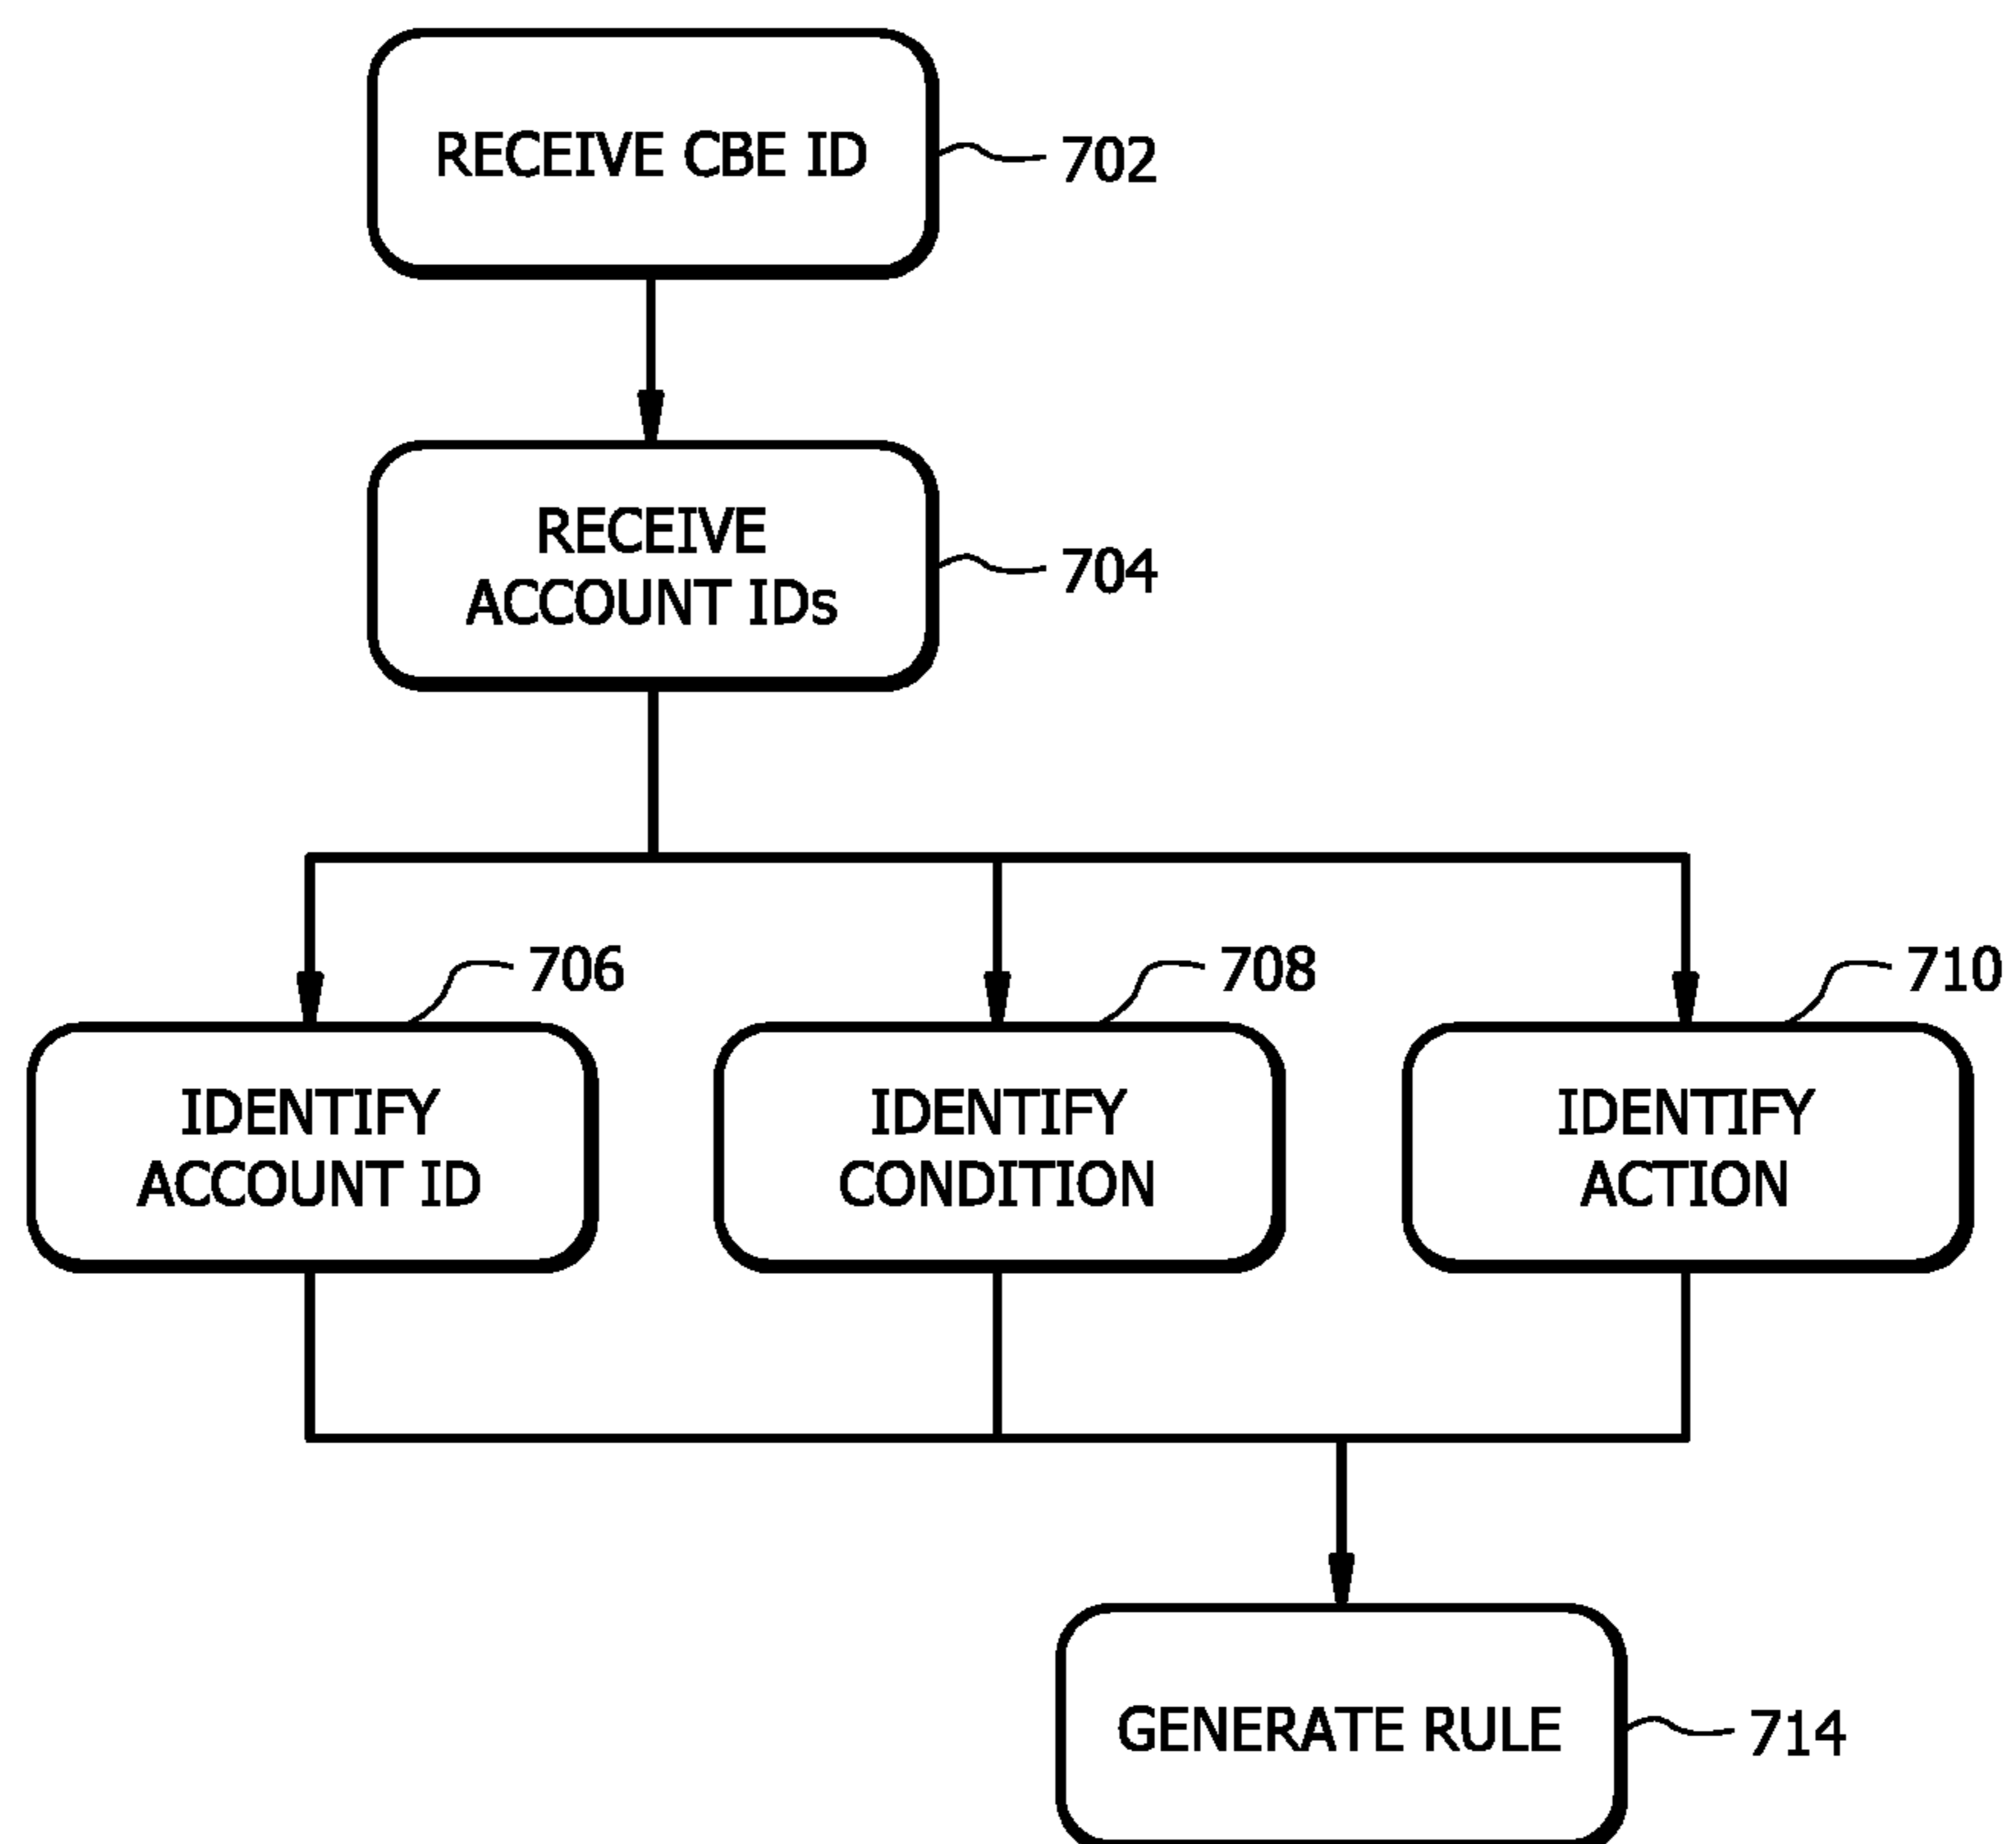 RECEIVE CBE ID
702
RECEIVE
ACCOUNT IDs
704
706
708
710
IDENTIFY
ACCOUNT ID
IDENTIFY
CONDITION
IDENTIFY
ACTION
GENERATE RULE
714